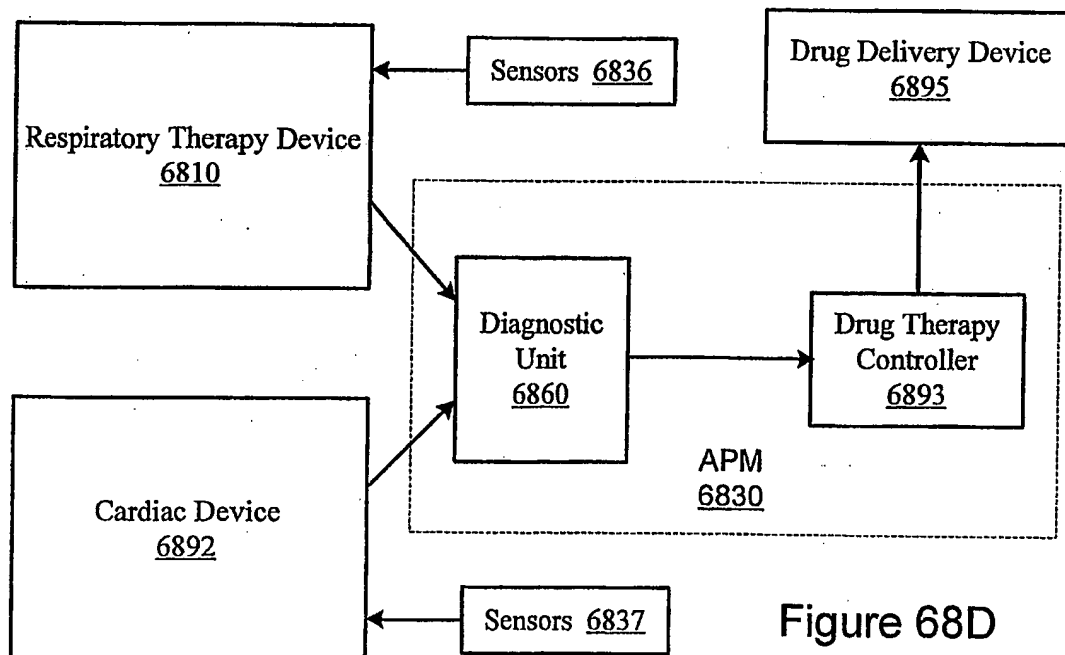 Respiratory Therapy Device
6810
Sensors 6836
Drug Delivery Device
6895
Diagnostic
Unit
6860
Drug Therapy
Controller
6893
APM
6830
Cardiac Device
6892
Sensors 6837
Figure 68D